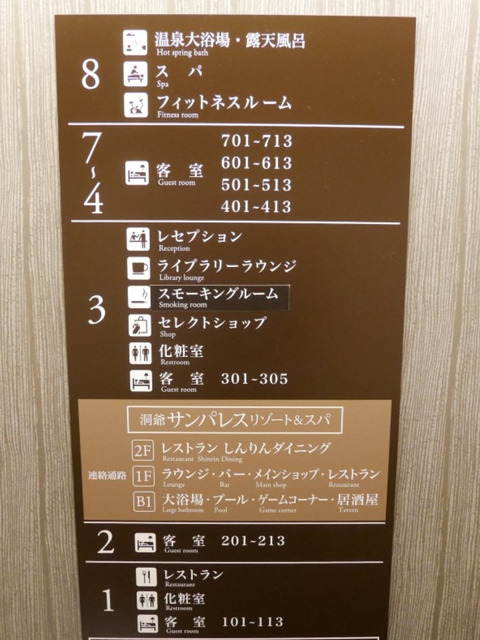 8
温泉大浴場・露天風呂
Hot spring bath
スパ
Spa
フィットネスルーム
Fitness room
7~4
客室
Guest room
701~713
601~613
501~513
401~413
3
レセプション
Reception
ライブラリーラウンジ
Library lounge
スモーキングルーム
Smoking room
セレクトショップ
Shop
化粧室
Restroom
客室 301~305
Guest room
洞爺サンパレスリゾート&スパ
連絡通路
2F レストラン しんりんダイニング
Restaurant Shinrin Dining
1F ラウンジ・バー・メインショップ・レストラン
Lounge Bar Main shop Restaurant
B1 大浴場・プール・ゲームコーナー・居酒屋
Large bathroom Pool Game corner Tavern
2
客室 201~213
Guest room
1
レストラン
Restaurant
化粧室
Restroom
客室 101~113
Guest room